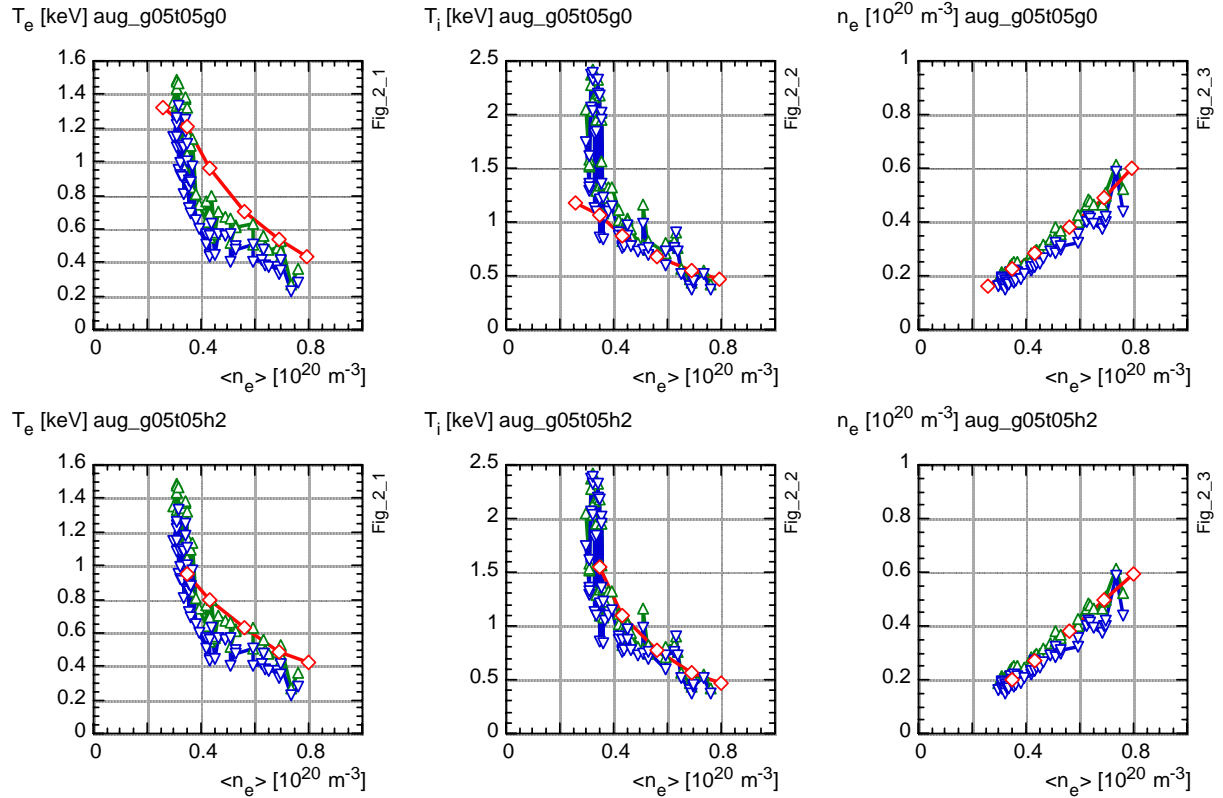 T_e [keV] aug_g05t05g0
1.6
1.4
1.2
1
0.8
0.6
0.4
0.2
0
0 0.4 0.8
<n_e> [10^20 m^-3]
Fig_2_1
T_i [keV] aug_g05t05g0
2.5
2
1.5
1
0.5
0
0 0.4 0.8
<n_e> [10^20 m^-3]
Fig_2_2
n_e [10^20 m^-3] aug_g05t05g0
1
0.8
0.6
0.4
0.2
0
0 0.4 0.8
<n_e> [10^20 m^-3]
Fig_2_3
T_e [keV] aug_g05t05h2
1.6
1.4
1.2
1
0.8
0.6
0.4
0.2
0
0 0.4 0.8
<n_e> [10^20 m^-3]
Fig_2_1
T_i [keV] aug_g05t05h2
2.5
2
1.5
1
0.5
0
0 0.4 0.8
<n_e> [10^20 m^-3]
Fig_2_2
n_e [10^20 m^-3] aug_g05t05h2
1
0.8
0.6
0.4
0.2
0
0 0.4 0.8
<n_e> [10^20 m^-3]
Fig_2_3